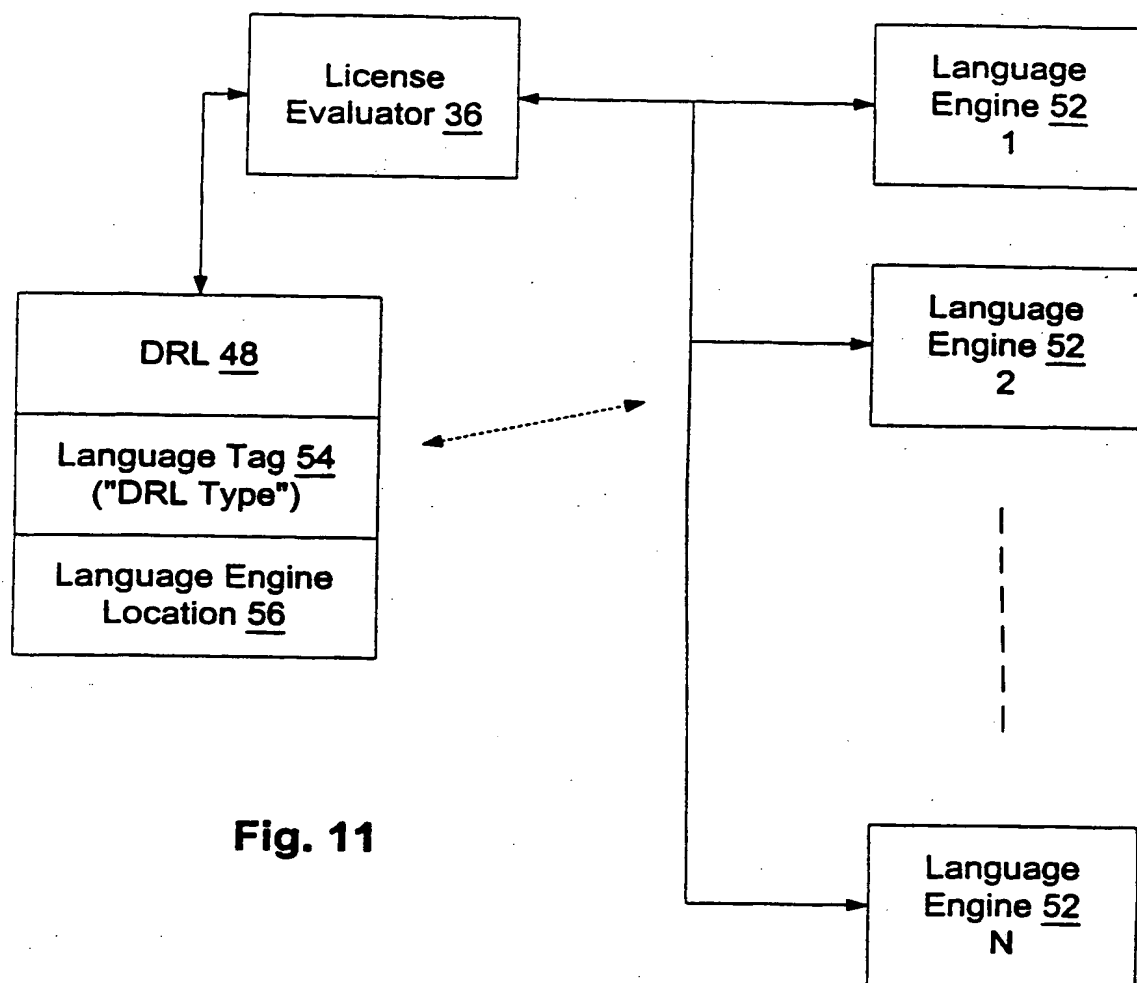 License
Evaluator 36
Language
Engine 52
1
Language
Engine 52
2
DRL 48
Language Tag 54
("DRL Type")
Language Engine
Location 56
Fig. 11
Language
Engine 52
N